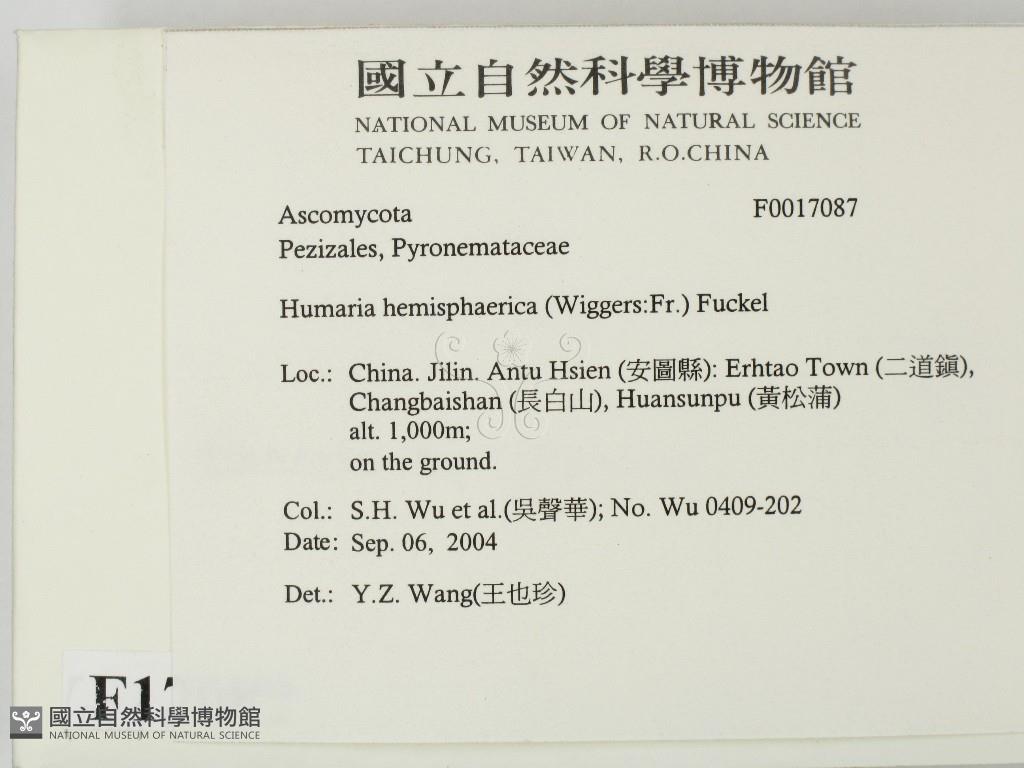 國立自然科學博物館
NATIONAL MUSEUM OF NATURAL SCIENCE
TAICHUNG, TAIWAN, R.O.CHINA
Ascomycota F0017087
Pezizales, Pyronemataceae
Humaria hemisphaerica (Wiggers:Fr.) Fuckel
Loc.: China. Jilin. Antu Hsien (安圖縣): Erhtao Town (二道鎮),
Changbaishan (長白山), Huansunpu (黃松蒲)
alt. 1,000m;
on the ground.
Col.: S.H. Wu et al.(吳聲華); No. Wu 0409-202
Date: Sep. 06, 2004
Det.: Y.Z. Wang(王也珍)
國立自然科學博物館
NATIONAL MUSEUM OF NATURAL SCIENCE